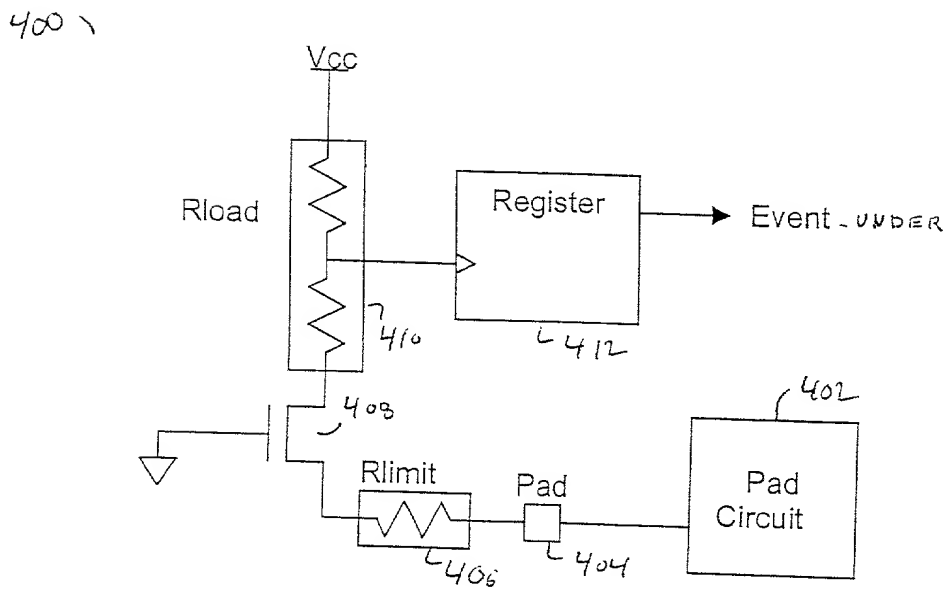 400
Vcc
Rload
Register
Event_UNDER
410
412
408
402
Rlimit
Pad
Pad
Circuit
406
404